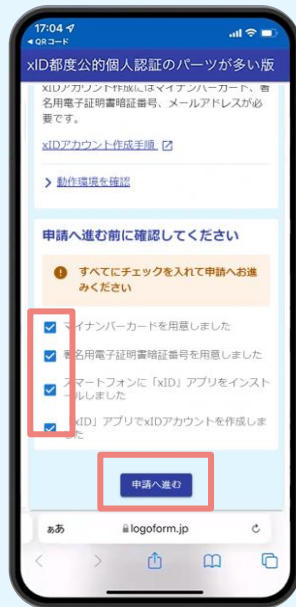 17:04
◀ QRコード
xID都度公的個人認証のパーツが多い版
xIDアカウント作成にはマイナンバーカード、署
名用電子証明書暗証番号、メールアドレスが必
要です。
xIDアカウント作成手順
動作環境を確認
申請へ進む前に確認してください
すべてにチェックを入れて申請へお進
みください
マイナンバーカードを用意しました
署名用電子証明書暗証番号を用意しました
スマートフォンに「xID」アプリをインスト
ールしました
「xID」アプリでxIDアカウントを作成しま
した
申請へ進む
ぁあ
logoform.jp